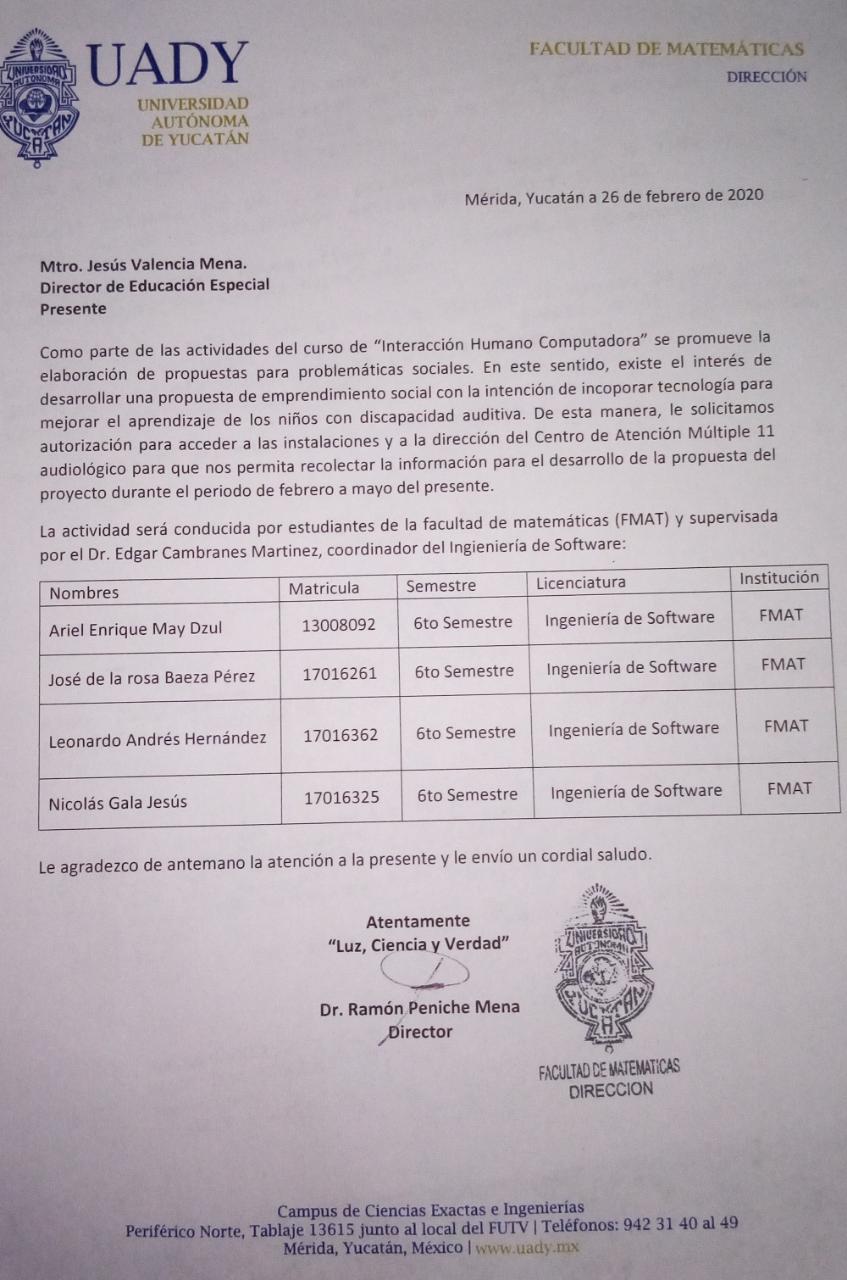 UNIVERSIDAD
AUTÓNOMA
YUCATÁN
UADY
UNIVERSIDAD
AUTÓNOMA
DE YUCATÁN
FACULTAD DE MATEMÁTICAS
DIRECCIÓN
Mérida, Yucatán a 26 de febrero de 2020
Mtro. Jesús Valencia Mena.
Director de Educación Especial
Presente
Como parte de las actividades del curso de “Interacción Humano Computadora” se promueve la
elaboración de propuestas para problemáticas sociales. En este sentido, existe el interés de
desarrollar una propuesta de emprendimiento social con la intención de incoporar tecnología para
mejorar el aprendizaje de los niños con discapacidad auditiva. De esta manera, le solicitamos
autorización para acceder a las instalaciones y a la dirección del Centro de Atención Múltiple 11
audiológico para que nos permita recolectar la información para el desarrollo de la propuesta del
proyecto durante el periodo de febrero a mayo del presente.
La actividad será conducida por estudiantes de la facultad de matemáticas (FMAT) y supervisada
por el Dr. Edgar Cambranes Martinez, coordinador del Ingieniería de Software:
Nombres Matricula Semestre Licenciatura Institución
Ariel Enrique May Dzul 13008092 6to Semestre Ingeniería de Software FMAT
José de la rosa Baeza Pérez 17016261 6to Semestre Ingeniería de Software FMAT
Leonardo Andrés Hernández 17016362 6to Semestre Ingeniería de Software FMAT
Nicolás Gala Jesús 17016325 6to Semestre Ingeniería de Software FMAT
Le agradezco de antemano la atención a la presente y le envío un cordial saludo.
Atentamente
“Luz, Ciencia y Verdad”
Dr. Ramón Peniche Mena
Director
UNIVERSIDAD
AUTONOMA
YUCATAN
FACULTAD DE MATEMATICAS
DIRECCION
Campus de Ciencias Exactas e Ingenierías
Periférico Norte, Tablaje 13615 junto al local del FUTV | Teléfonos: 942 31 40 al 49
Mérida, Yucatán, México | www.uady.mx